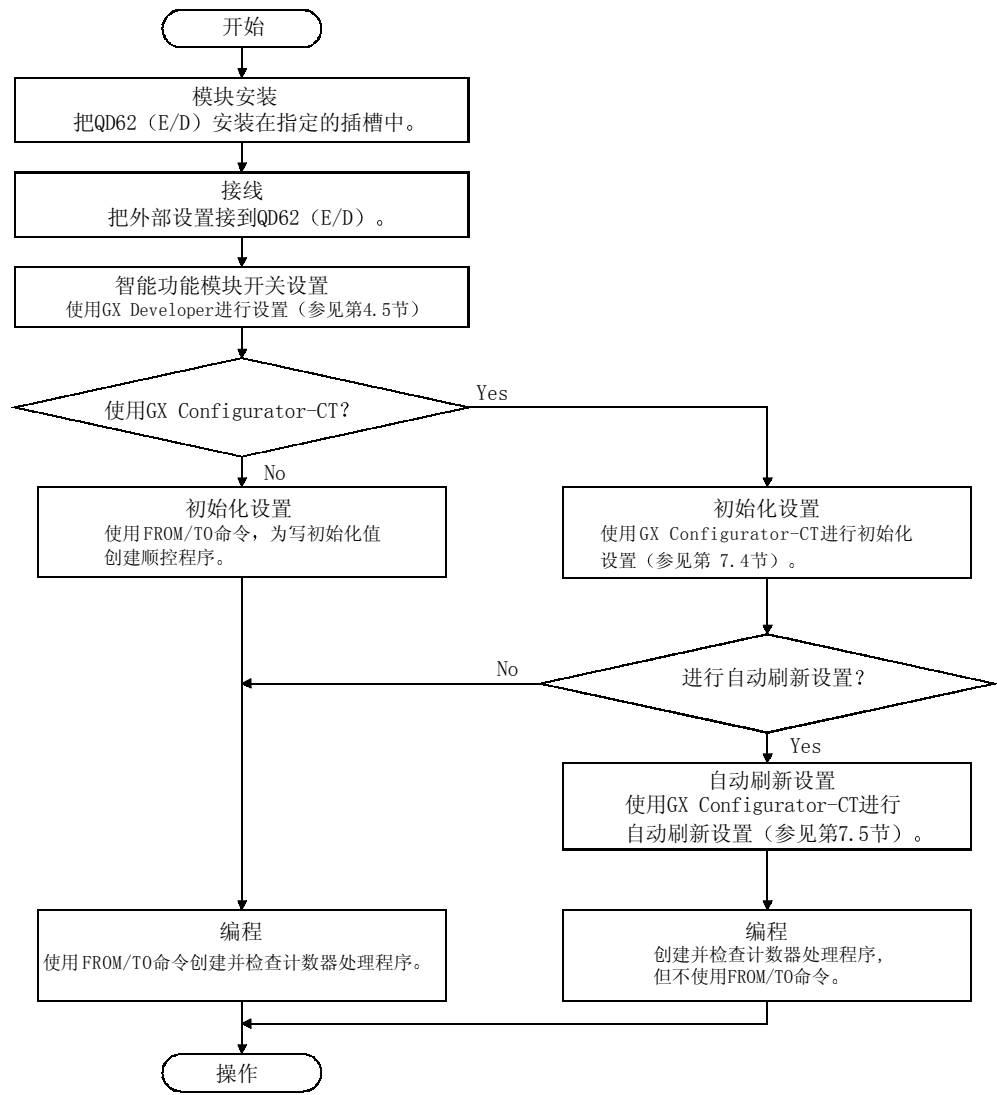 开始
模块安装
把QD62（E/D）安装在指定的插槽中。
接线
把外部设置接到QD62（E/D）。
智能功能模块开关设置
使用GX Developer进行设置（参见第4.5节）
使用GX Configurator-CT？
Yes
No
初始化设置
使用FROM/TO命令，为写初始化值
创建顺控程序。
初始化设置
使用GX Configurator-CT进行初始化
设置（参见第 7.4节）。
进行自动刷新设置？
No
Yes
自动刷新设置
使用GX Configurator-CT进行
自动刷新设置（参见第7.5节）。
编程
使用FROM/TO命令创建并检查计数器处理程序。
编程
创建并检查计数器处理程序，
但不使用FROM/TO命令。
操作